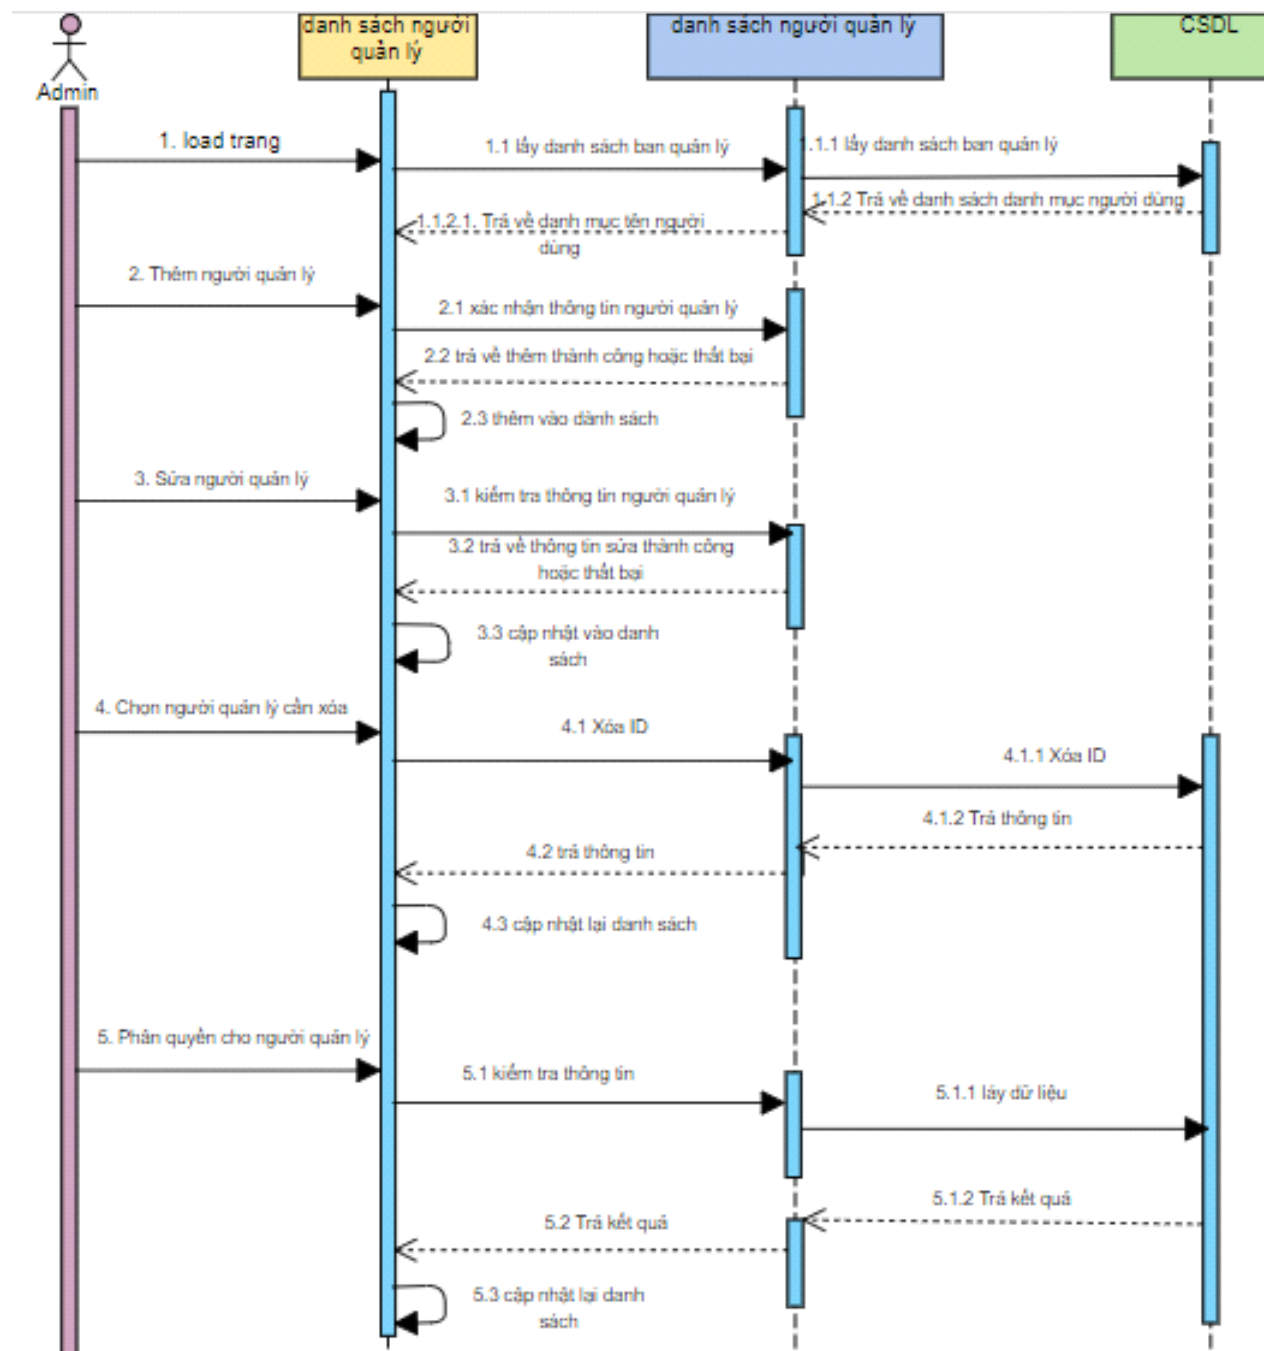 danh sách người
quản lý
danh sách người quản lý
CSDL
Admin
1. load trang
1.1 lấy danh sách ban quản lý
1.1.1 lấy danh sách ban quản lý
1.1.2 Trả về danh sách danh mục người dùng
1.1.2.1. Trả về danh mục tên người
dùng
2. Thêm người quản lý
2.1 xác nhận thông tin người quản lý
2.2 trả về thêm thành công hoặc thất bại
2.3 thêm vào dành sách
3. Sửa người quản lý
3.1 kiểm tra thông tin người quản lý
3.2 trả về thông tin sửa thành công
hoặc thất bại
3.3 cập nhật vào danh
sách
4. Chọn người quản lý cần xóa
4.1 Xóa ID
4.1.1 Xóa ID
4.1.2 Trả thông tin
4.2 trả thông tin
4.3 cập nhật lại danh sách
5. Phân quyền cho người quản lý
5.1 kiểm tra thông tin
5.1.1 láy dữ liệu
5.1.2 Trả kết quả
5.2 Trả kết quả
5.3 cập nhật lại danh
sách